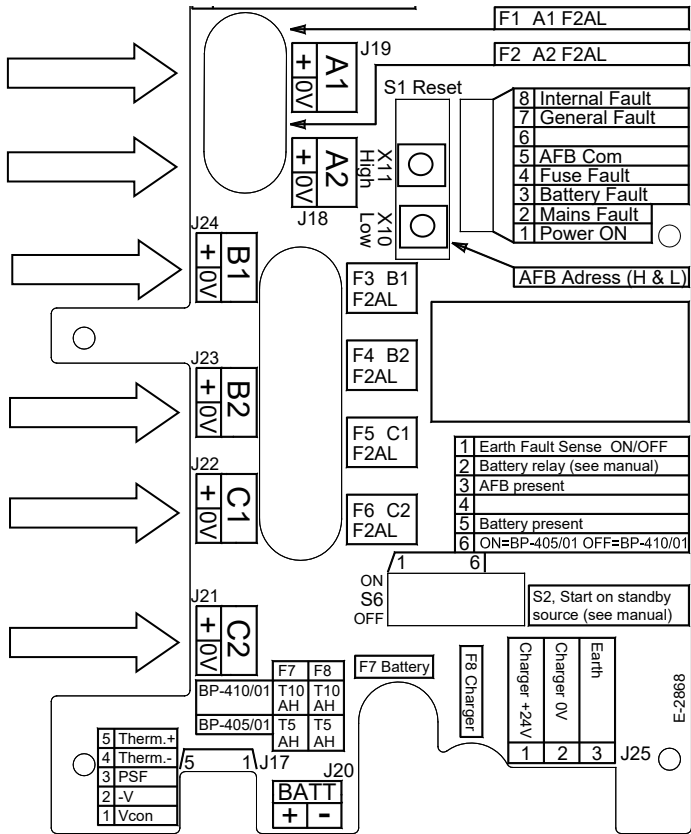 F1 A1 F2AL
F2 A2 F2AL
J19
A1
+ 0V
S1 Reset
8 Internal Fault
7 General Fault
6
5 AFB Com
4 Fuse Fault
3 Battery Fault
2 Mains Fault
1 Power ON
A2
+ 0V
J18
X11
High
X10
Low
AFB Adress (H & L)
J24
B1
+ 0V
F3 B1
F2AL
J23
B2
+ 0V
F4 B2
F2AL
J22
C1
+ 0V
F5 C1
F2AL
F6 C2
F2AL
1 Earth Fault Sense ON/OFF
2 Battery relay (see manual)
3 AFB present
4
5 Battery present
6 ON=BP-405/01 OFF=BP-410/01
1 6
ON
S6
OFF
S2, Start on standby
source (see manual)
J21
C2
+ 0V
F7 F8
BP-410/01 T10 AH T10 AH
BP-405/01 T5 AH T5 AH
F7 Battery
F8 Charger
Charger +24V
Charger 0V
Earth
1 2 3 J25
E-2868
5 Therm.+
4 Therm.-
3 PSF
2 -V
1 Vcon
5 1 J17
J20
BATT
+ -